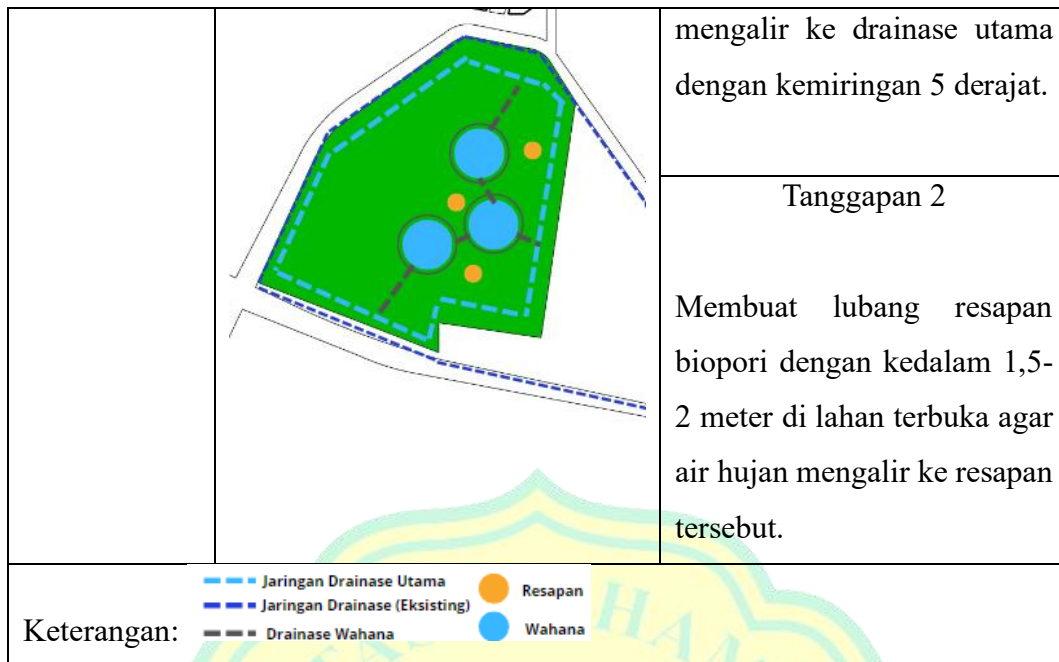 mengalir ke drainase utama
dengan kemiringan 5 derajat.
Tanggapan 2
Membuat lubang resapan
biopori dengan kedalam 1,5-
2 meter di lahan terbuka agar
air hujan mengalir ke resapan
tersebut.
Keterangan:
Jaringan Drainase Utama
Jaringan Drainase (Eksisting)
Drainase Wahana
Resapan
Wahana